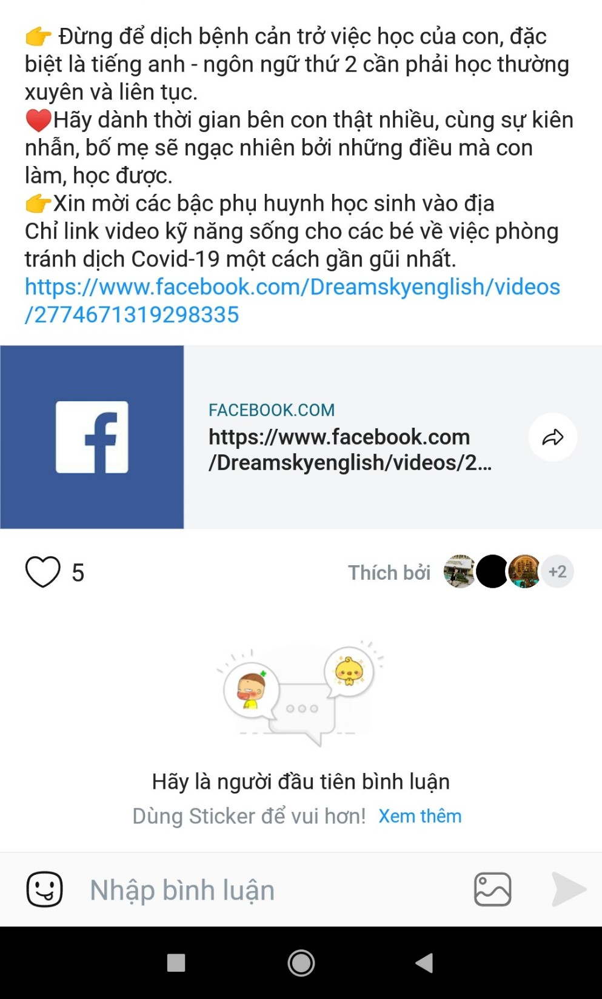 👉 Đừng để dịch bệnh cản trở việc học của con, đặc
biệt là tiếng anh - ngôn ngữ thứ 2 cần phải học thường
xuyên và liên tục.
❤️Hãy dành thời gian bên con thật nhiều, cùng sự kiên
nhẫn, bố mẹ sẽ ngạc nhiên bởi những điều mà con
làm, học được.
👉Xin mời các bậc phụ huynh học sinh vào địa
Chỉ link video kỹ năng sống cho các bé về việc phòng
tránh dịch Covid-19 một cách gần gũi nhất.
https://www.facebook.com/Dreamskyenglish/videos
/2774671319298335
FACEBOOK.COM
https://www.facebook.com
/Dreamskyenglish/videos/2...
5
Thích bởi
+2
Hãy là người đầu tiên bình luận
Dùng Sticker để vui hơn! Xem thêm
Nhập bình luận